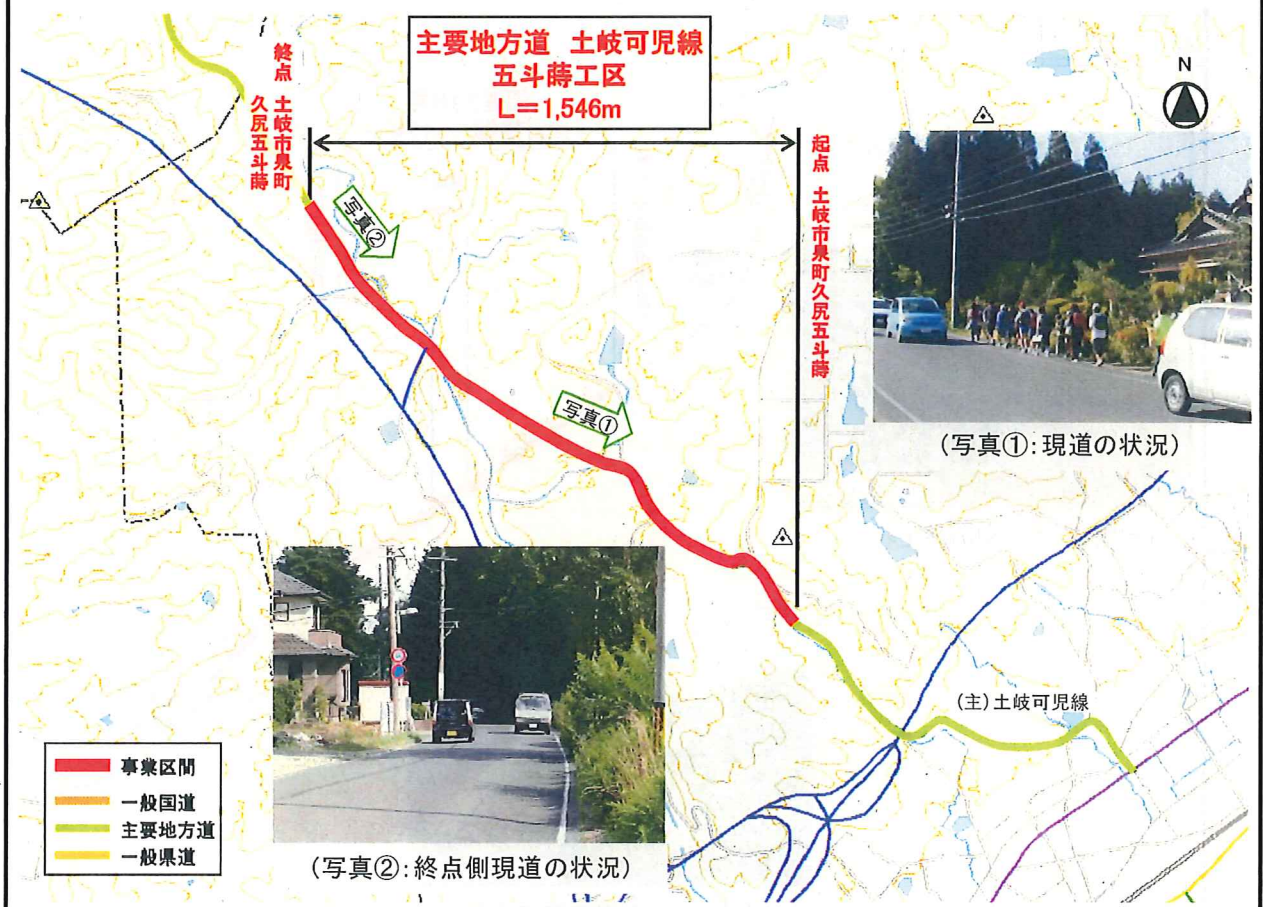 主要地方道 土岐可児線
五斗蒔工区
L=1,546m
終点 土岐市泉町
久尻五斗蒔
起点 土岐市泉町久尻五斗蒔
N
写真②
写真①
(写真①:現道の状況)
(主)土岐可児線
事業区間
一般国道
主要地方道
一般県道
(写真②:終点側現道の状況)